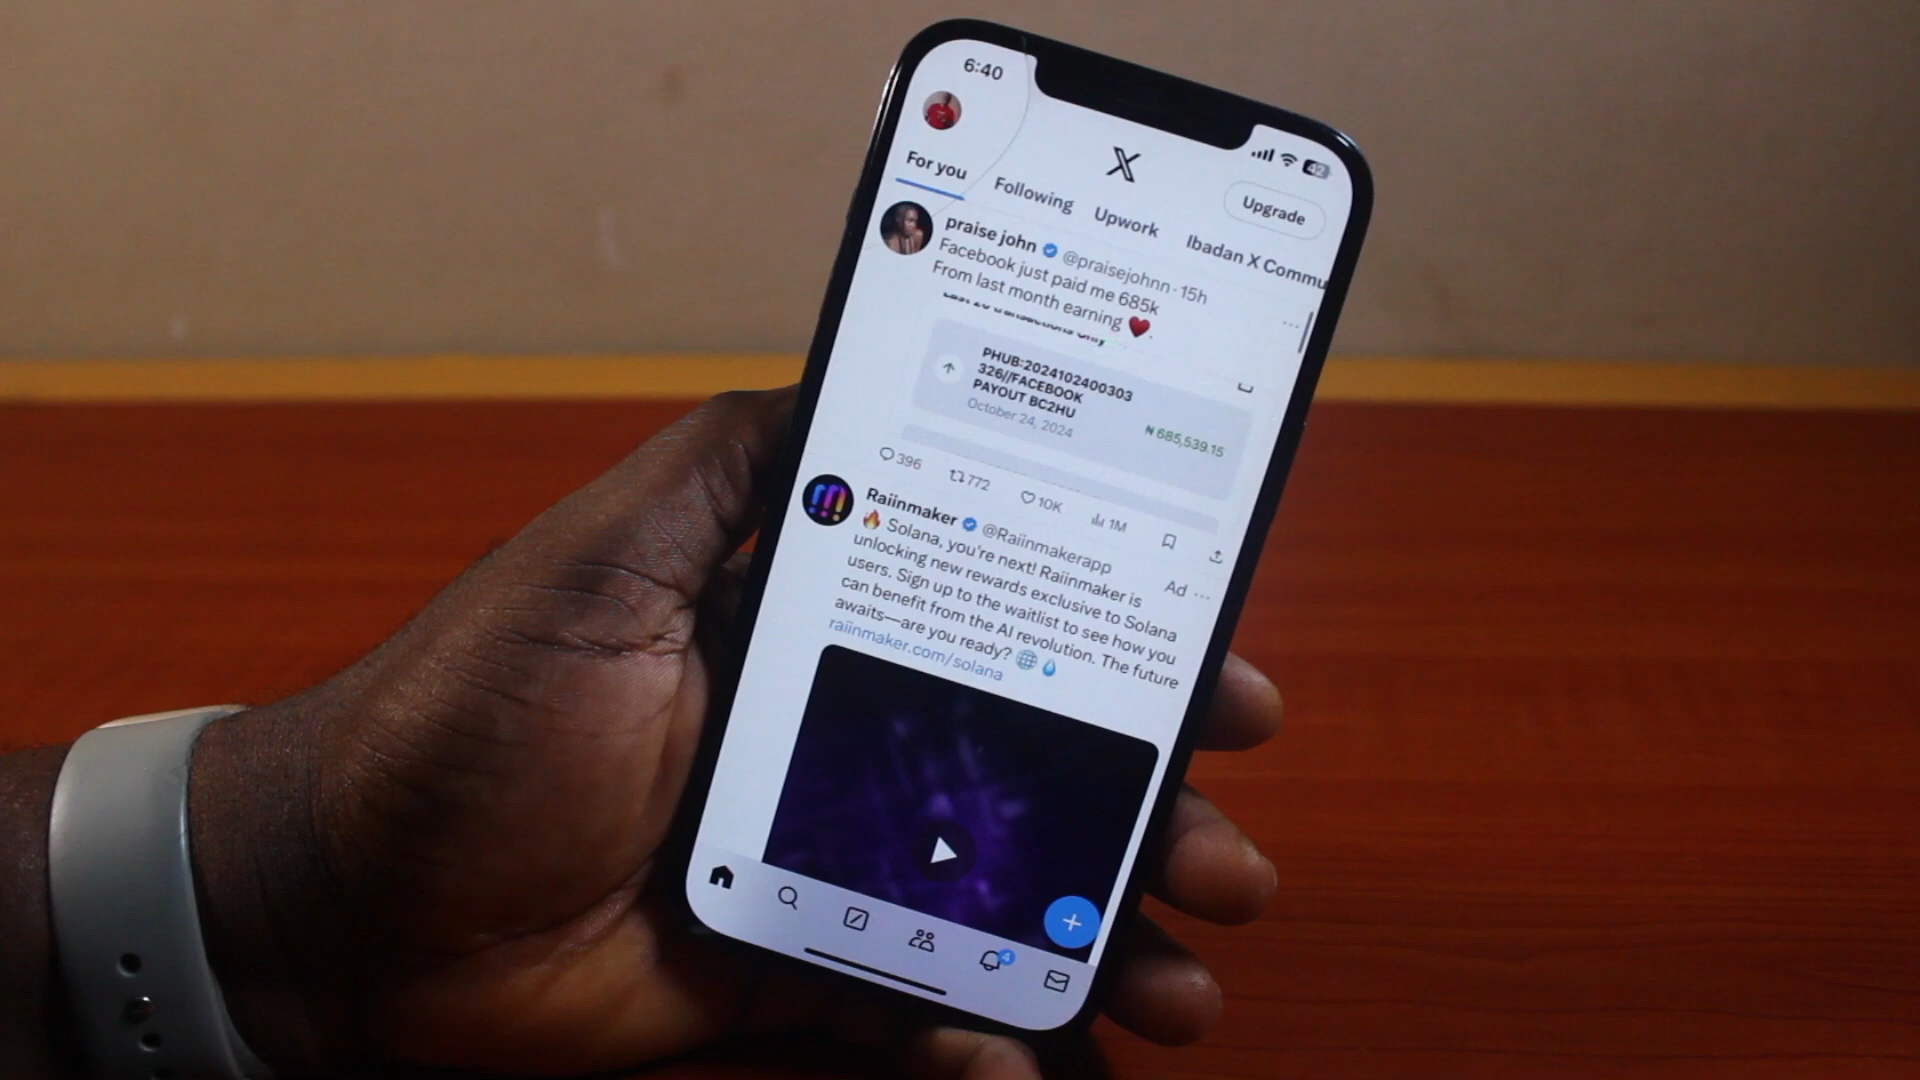 6:40
42
X
Upgrade
For you
Following
Upwork
Ibadan X Commu
praise john @praisejohnn · 15h
Facebook just paid me 685k
From last month earning ❤️.
PHUB:2024102400303
326//FACEBOOK
PAYOUT BC2HU
October 24, 2024
₦ 685,539.15
396
772
10K
1M
Raiinmaker @Raiinmakerapp
Ad
🔥 Solana, you're next! Raiinmaker is
unlocking new rewards exclusive to Solana
users. Sign up to the waitlist to see how you
can benefit from the AI revolution. The future
awaits—are you ready? 🌐💧
raiinmaker.com/solana
4